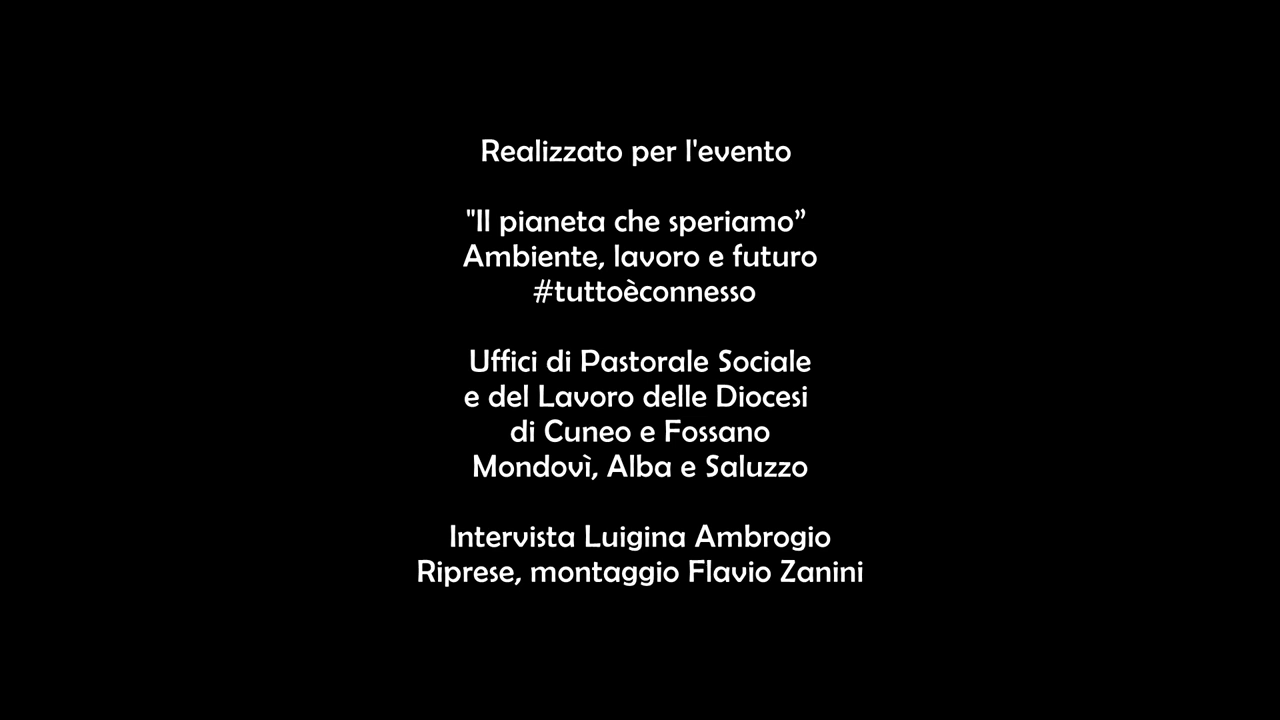 Realizzato per l'evento
"Il pianeta che speriamo”
Ambiente, lavoro e futuro
#tuttoèconnesso
Uffici di Pastorale Sociale
e del Lavoro delle Diocesi
di Cuneo e Fossano
Mondovì, Alba e Saluzzo
Intervista Luigina Ambrogio
Riprese, montaggio Flavio Zanini